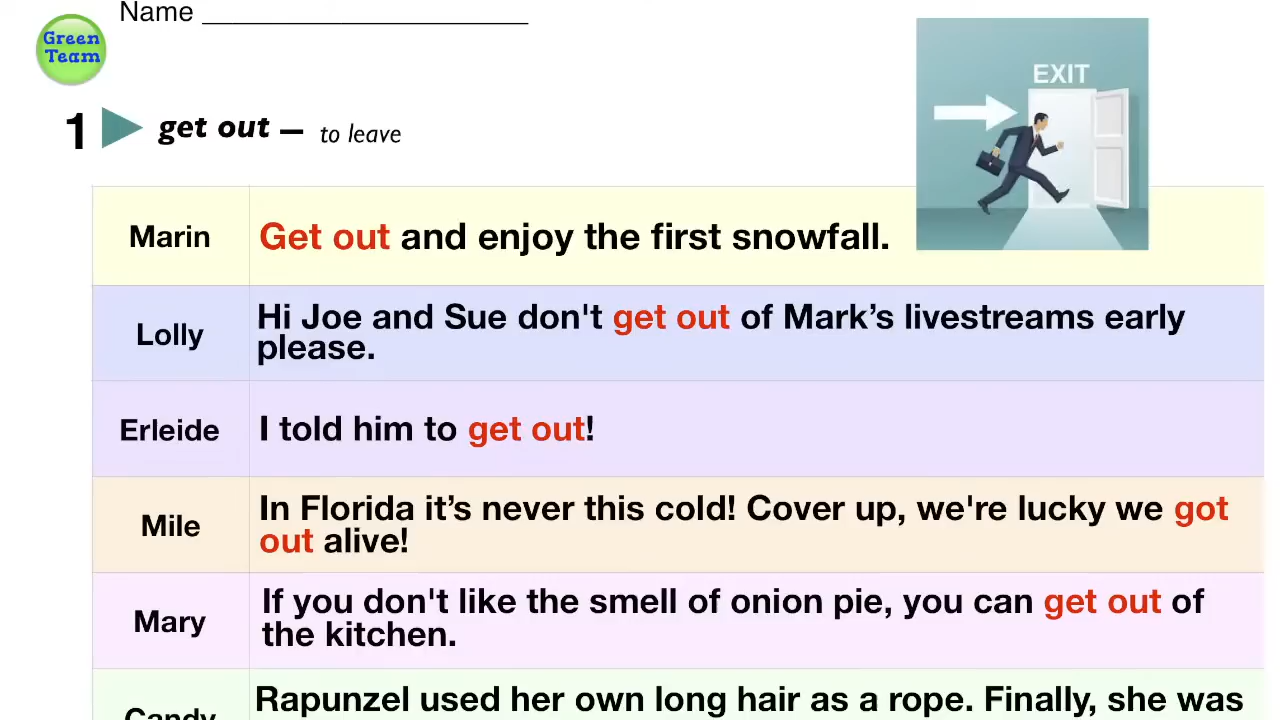 Name ____________________
Green
Team
EXIT
1 get out – to leave
Marin
Get out and enjoy the first snowfall.
Lolly
Hi Joe and Sue don't get out of Mark’s livestreams early
please.
Erleide
I told him to get out!
Mile
In Florida it’s never this cold! Cover up, we're lucky we got
out alive!
Mary
If you don't like the smell of onion pie, you can get out of
the kitchen.
Candy
Rapunzel used her own long hair as a rope. Finally, she was